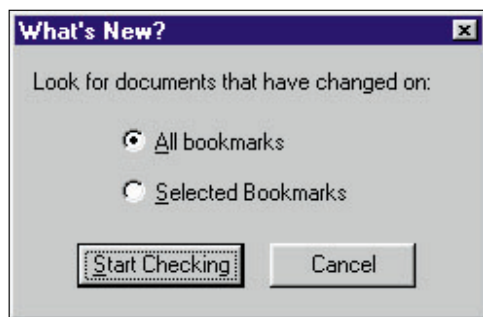 What's New?
Look for documents that have changed on:
All bookmarks
Selected Bookmarks
Start Checking Cancel